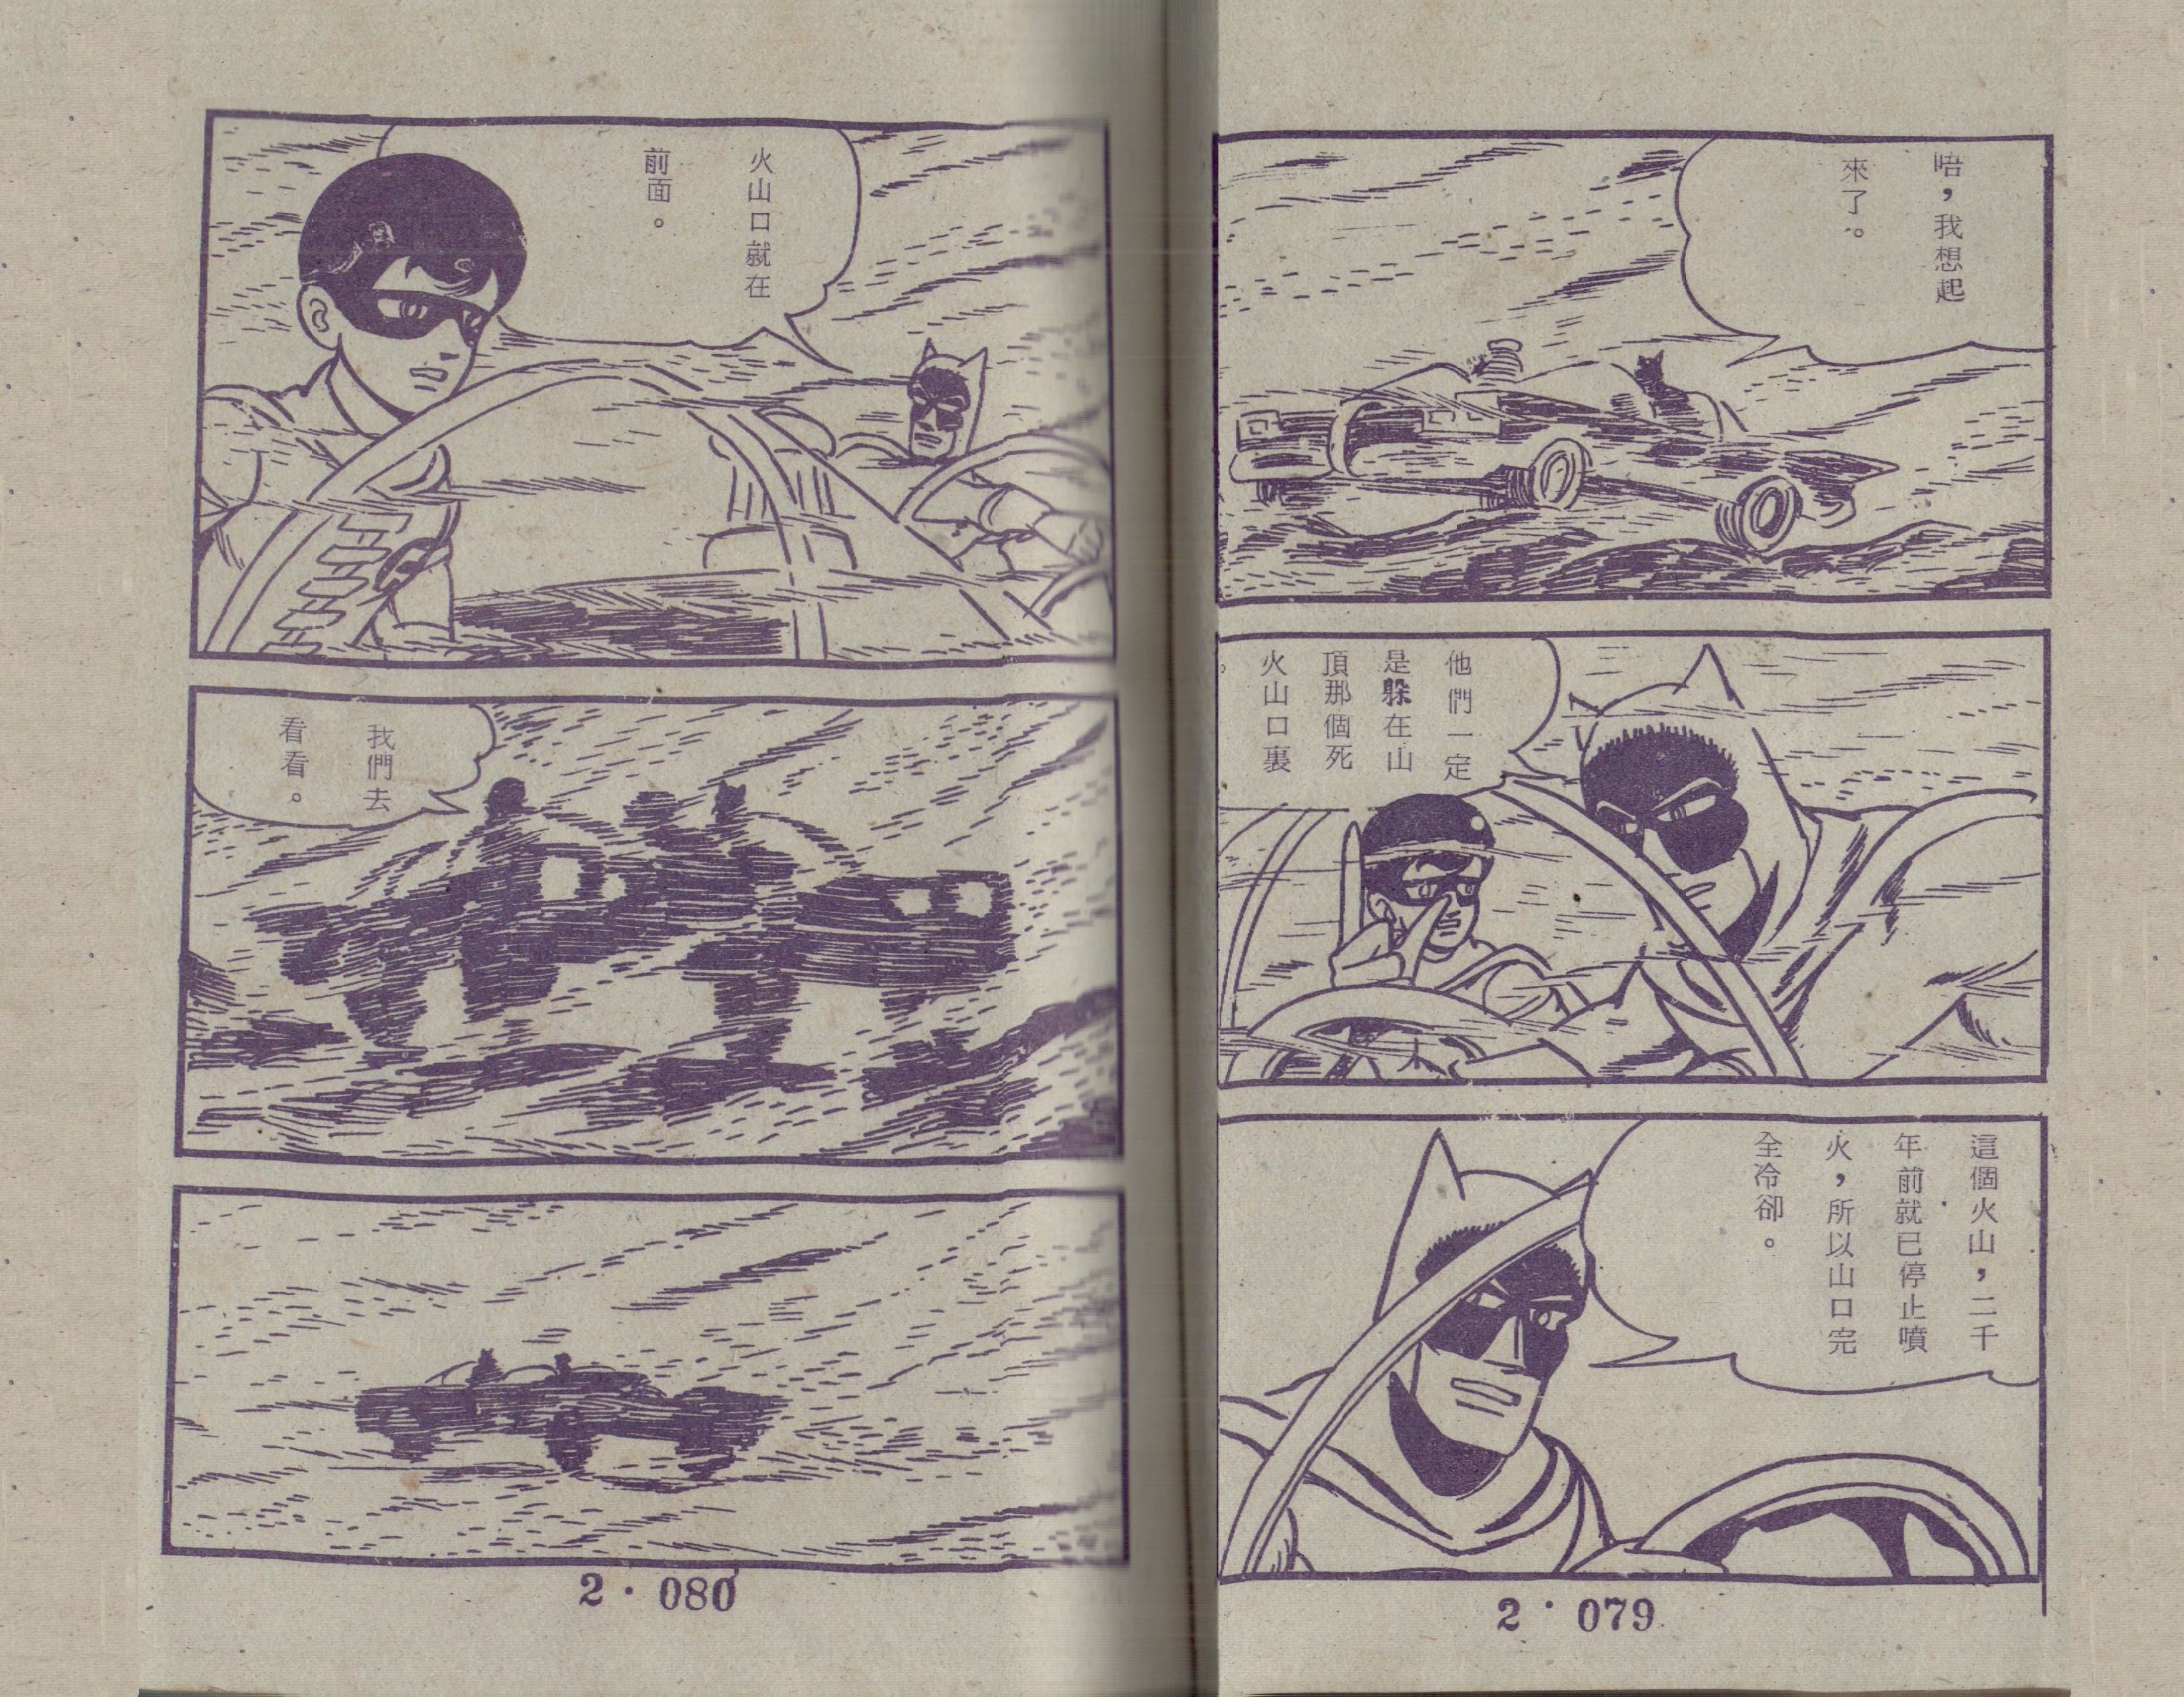 唔，我想起
來了。
他們一定
是躲在山
頂那個死
火山口裏
。
這個火山，二千
年前就已停止噴
火，所以山口完
全冷卻。
2·079
火山口就在
前面。
我們去
看看。
2·080